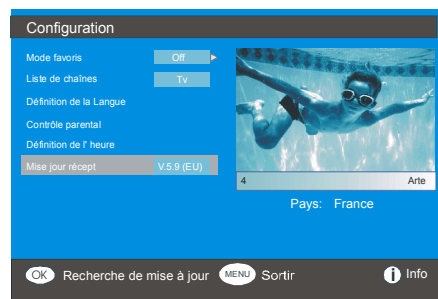 Configuration
Mode favoris Off
Liste de chaînes Tv
Définition de la Langue
Contrôle parental
Définition de l' heure
Mise jour récept V.5.9 (EU)
4 Arte
Pays: France
OK Recherche de mise à jour MENU Sortir i Info